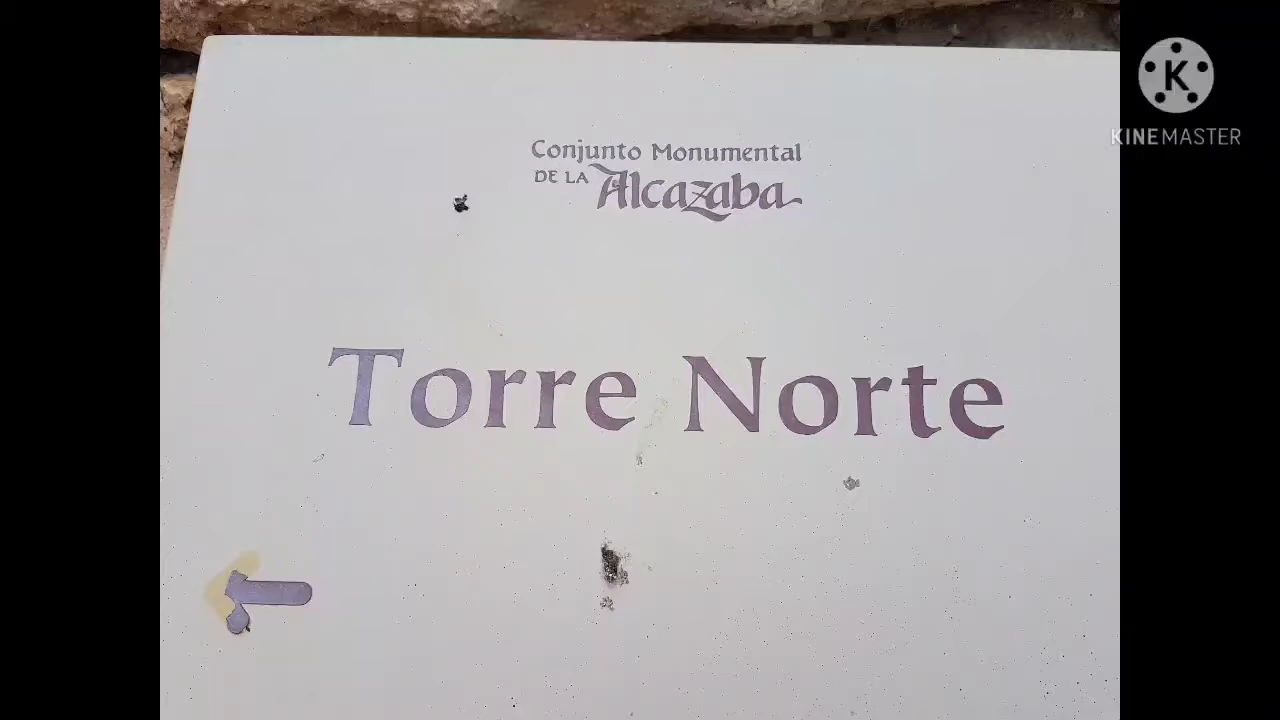 Conjunto Monumental
DE LA Alcazaba
Torre Norte
K
KINEMASTER